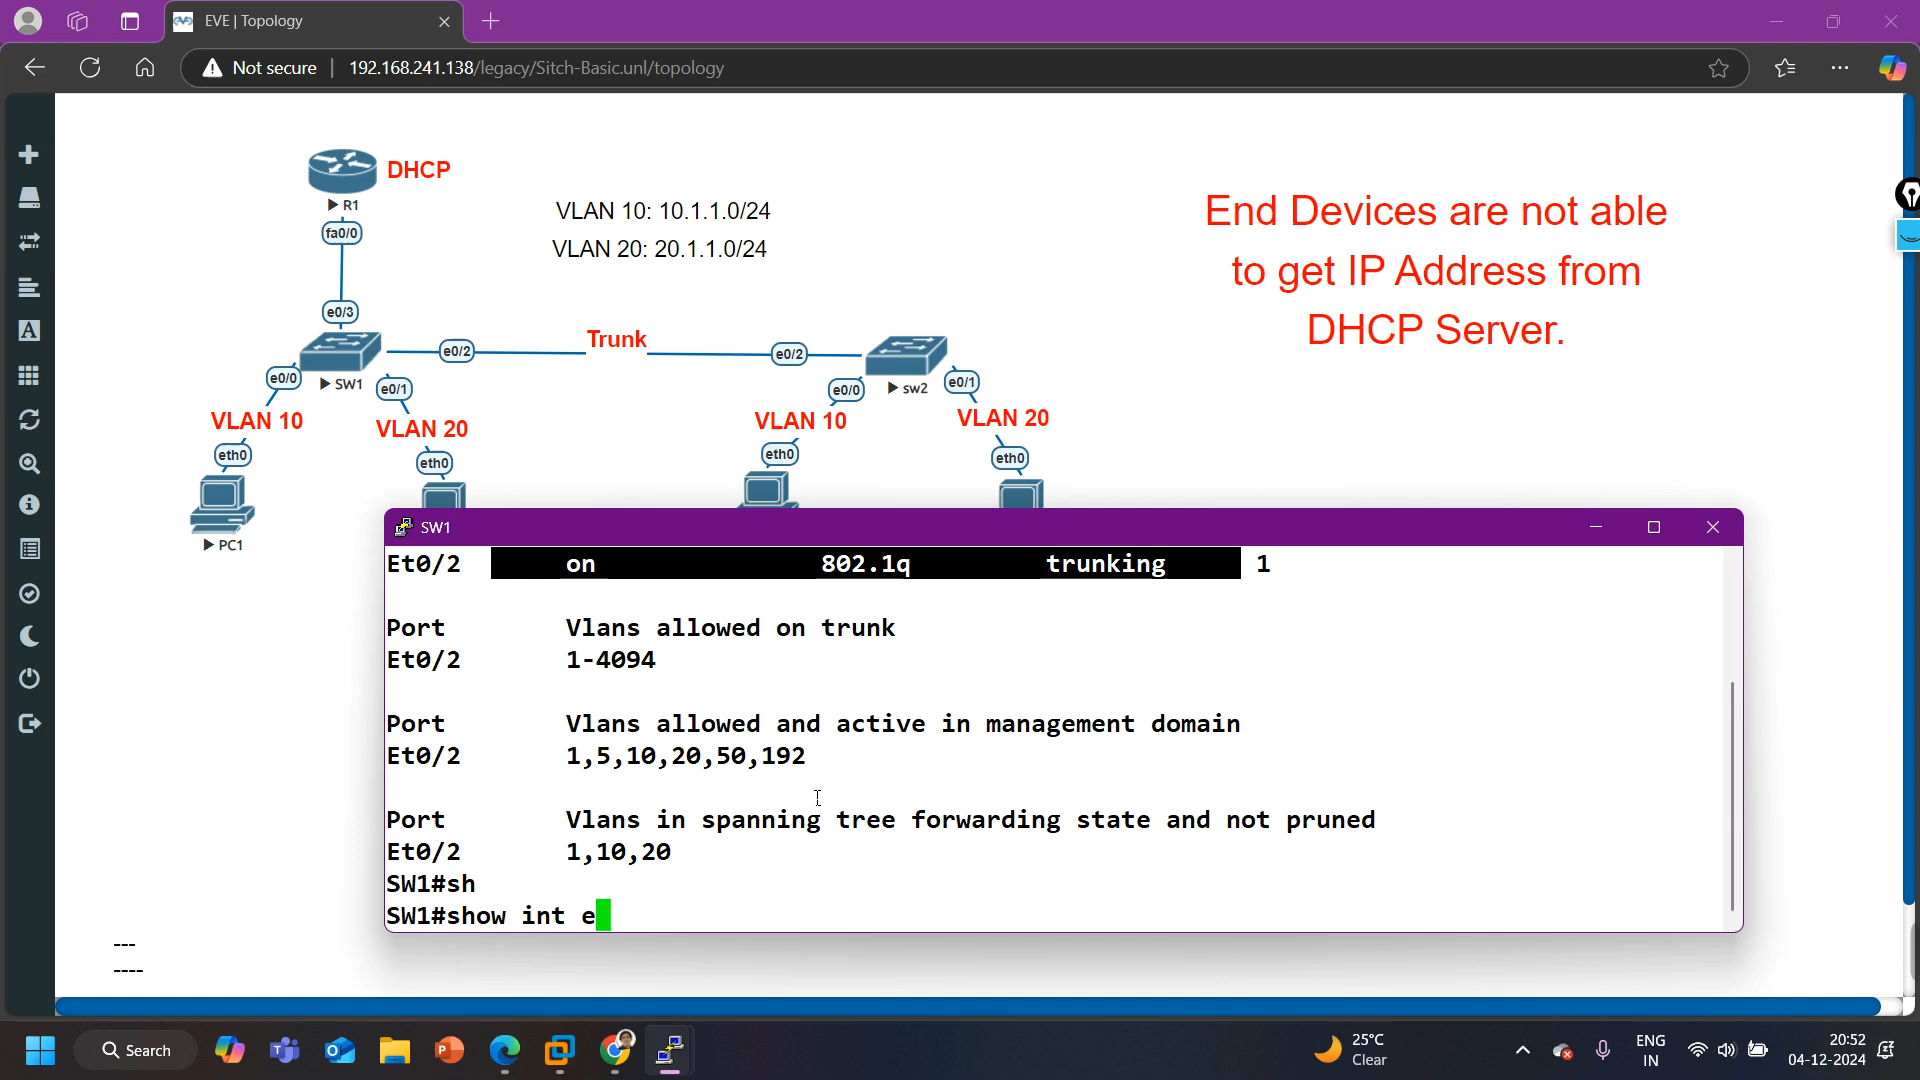 EVE | Topology
Not secure
192.168.241.138/legacy/Sitch-Basic.unl/topology
DHCP
R1
fa0/0
VLAN 10: 10.1.1.0/24
VLAN 20: 20.1.1.0/24
End Devices are not able
to get IP Address from
DHCP Server.
e0/3
Trunk
e0/2
e0/2
e0/0
SW1
e0/1
e0/0
sw2
e0/1
VLAN 10
VLAN 20
VLAN 10
VLAN 20
eth0
eth0
eth0
eth0
PC1
SW1
Et0/2 on 802.1q trunking 1
Port Vlans allowed on trunk
Et0/2 1-4094
Port Vlans allowed and active in management domain
Et0/2 1,5,10,20,50,192
Port Vlans in spanning tree forwarding state and not pruned
Et0/2 1,10,20
SW1#sh
SW1#show int e
---
----
Search
25°C
Clear
ENG
IN
20:52
04-12-2024